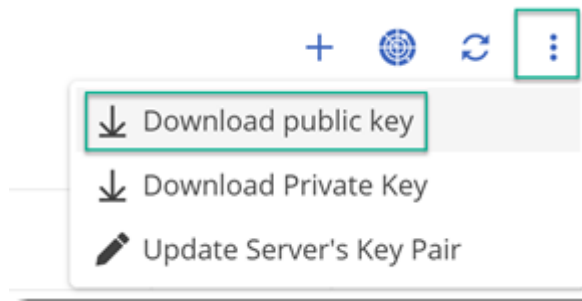 Download public key
Download Private Key
Update Server's Key Pair